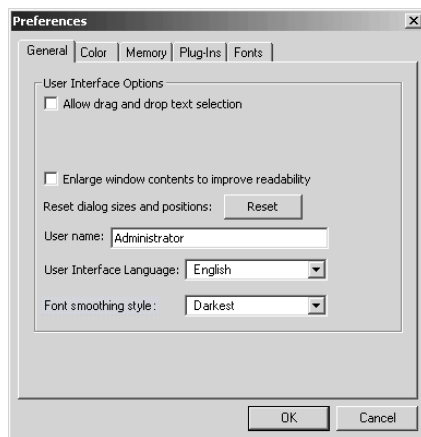 Preferences
General Color Memory Plug-Ins Fonts
User Interface Options
Allow drag and drop text selection
Enlarge window contents to improve readability
Reset dialog sizes and positions: Reset
User name: Administrator
User Interface Language: English
Font smoothing style: Darkest
OK Cancel